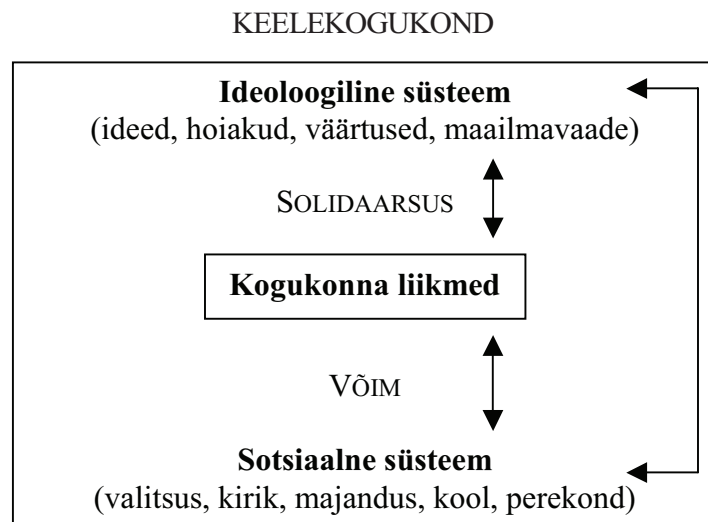 KEELEKOGUKOND
Ideoloogiline süsteem
(ideed, hoiakud, väärtused, maailmavaade)
SOLIDAARSUS
Kogukonna liikmed
VÕIM
Sotsiaalne süsteem
(valitsus, kirik, majandus, kool, perekond)